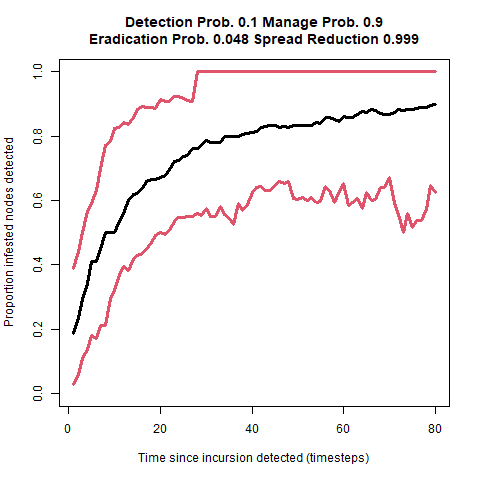 Detection Prob. 0.1 Manage Prob. 0.9
Eradication Prob. 0.048 Spread Reduction 0.999
Proportion infested nodes detected
1.0
0.8
0.6
0.4
0.2
0.0
0
20
40
60
80
Time since incursion detected (timesteps)